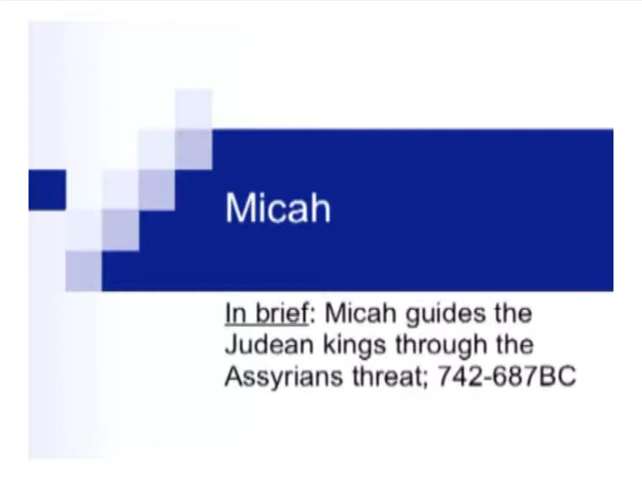 Micah
In brief: Micah guides the
Judean kings through the
Assyrians threat; 742-687BC